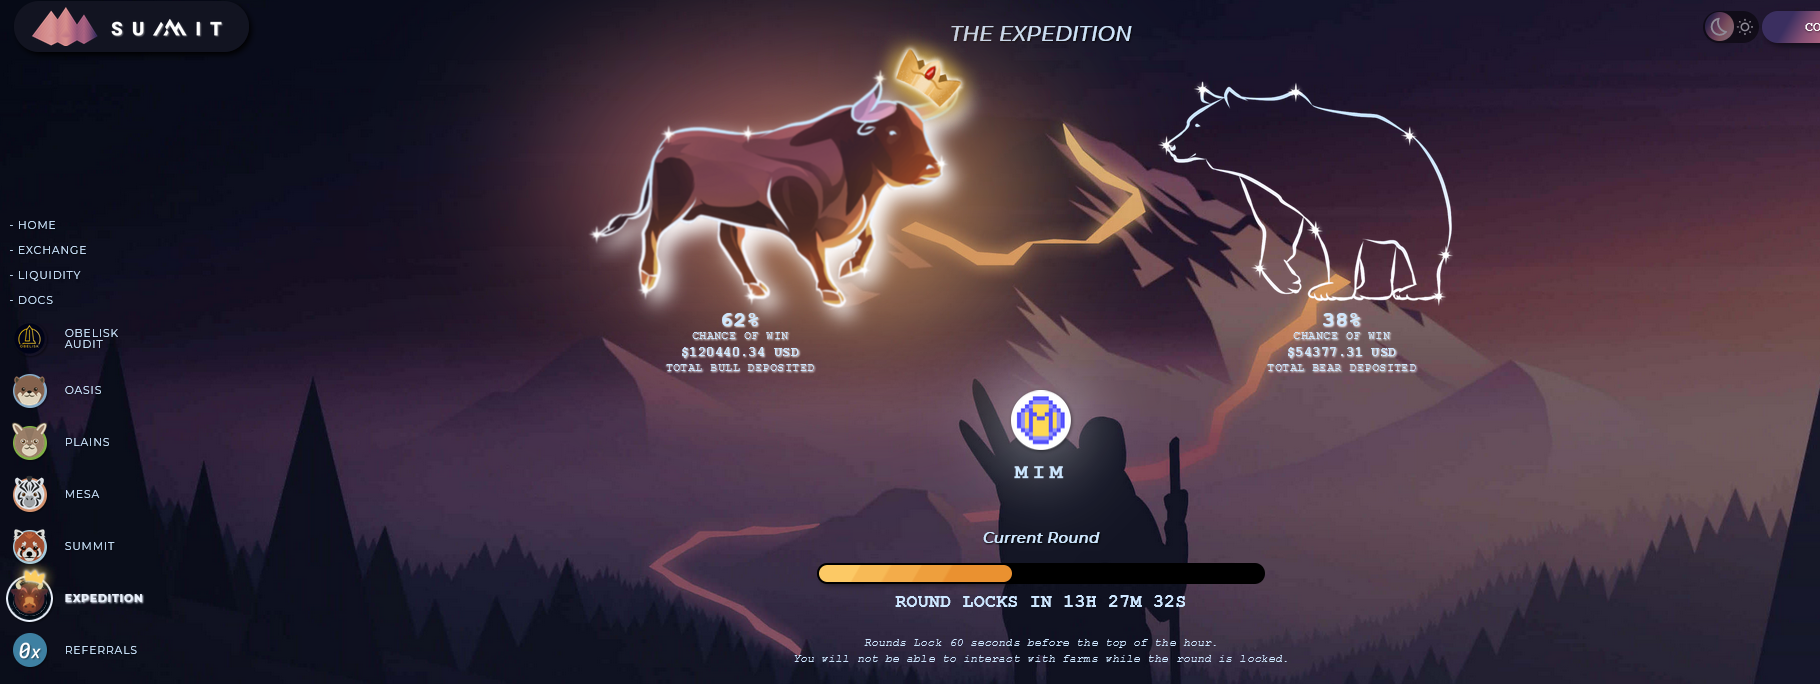 SUMMIT
THE EXPEDITION
- HOME
- EXCHANGE
- LIQUIDITY
- DOCS
OBELISK
AUDIT
OASIS
PLAINS
MESA
SUMMIT
EXPEDITION
0x
REFERRALS
62%
CHANCE OF WIN
$120440.34 USD
TOTAL BULL DEPOSITED
38%
CHANCE OF WIN
$54377.31 USD
TOTAL BEAR DEPOSITED
MIM
Current Round
ROUND LOCKS IN 13H 27M 32S
Rounds Lock 60 seconds before the top of the hour.
You will not be able to interact with farms while the round is locked.